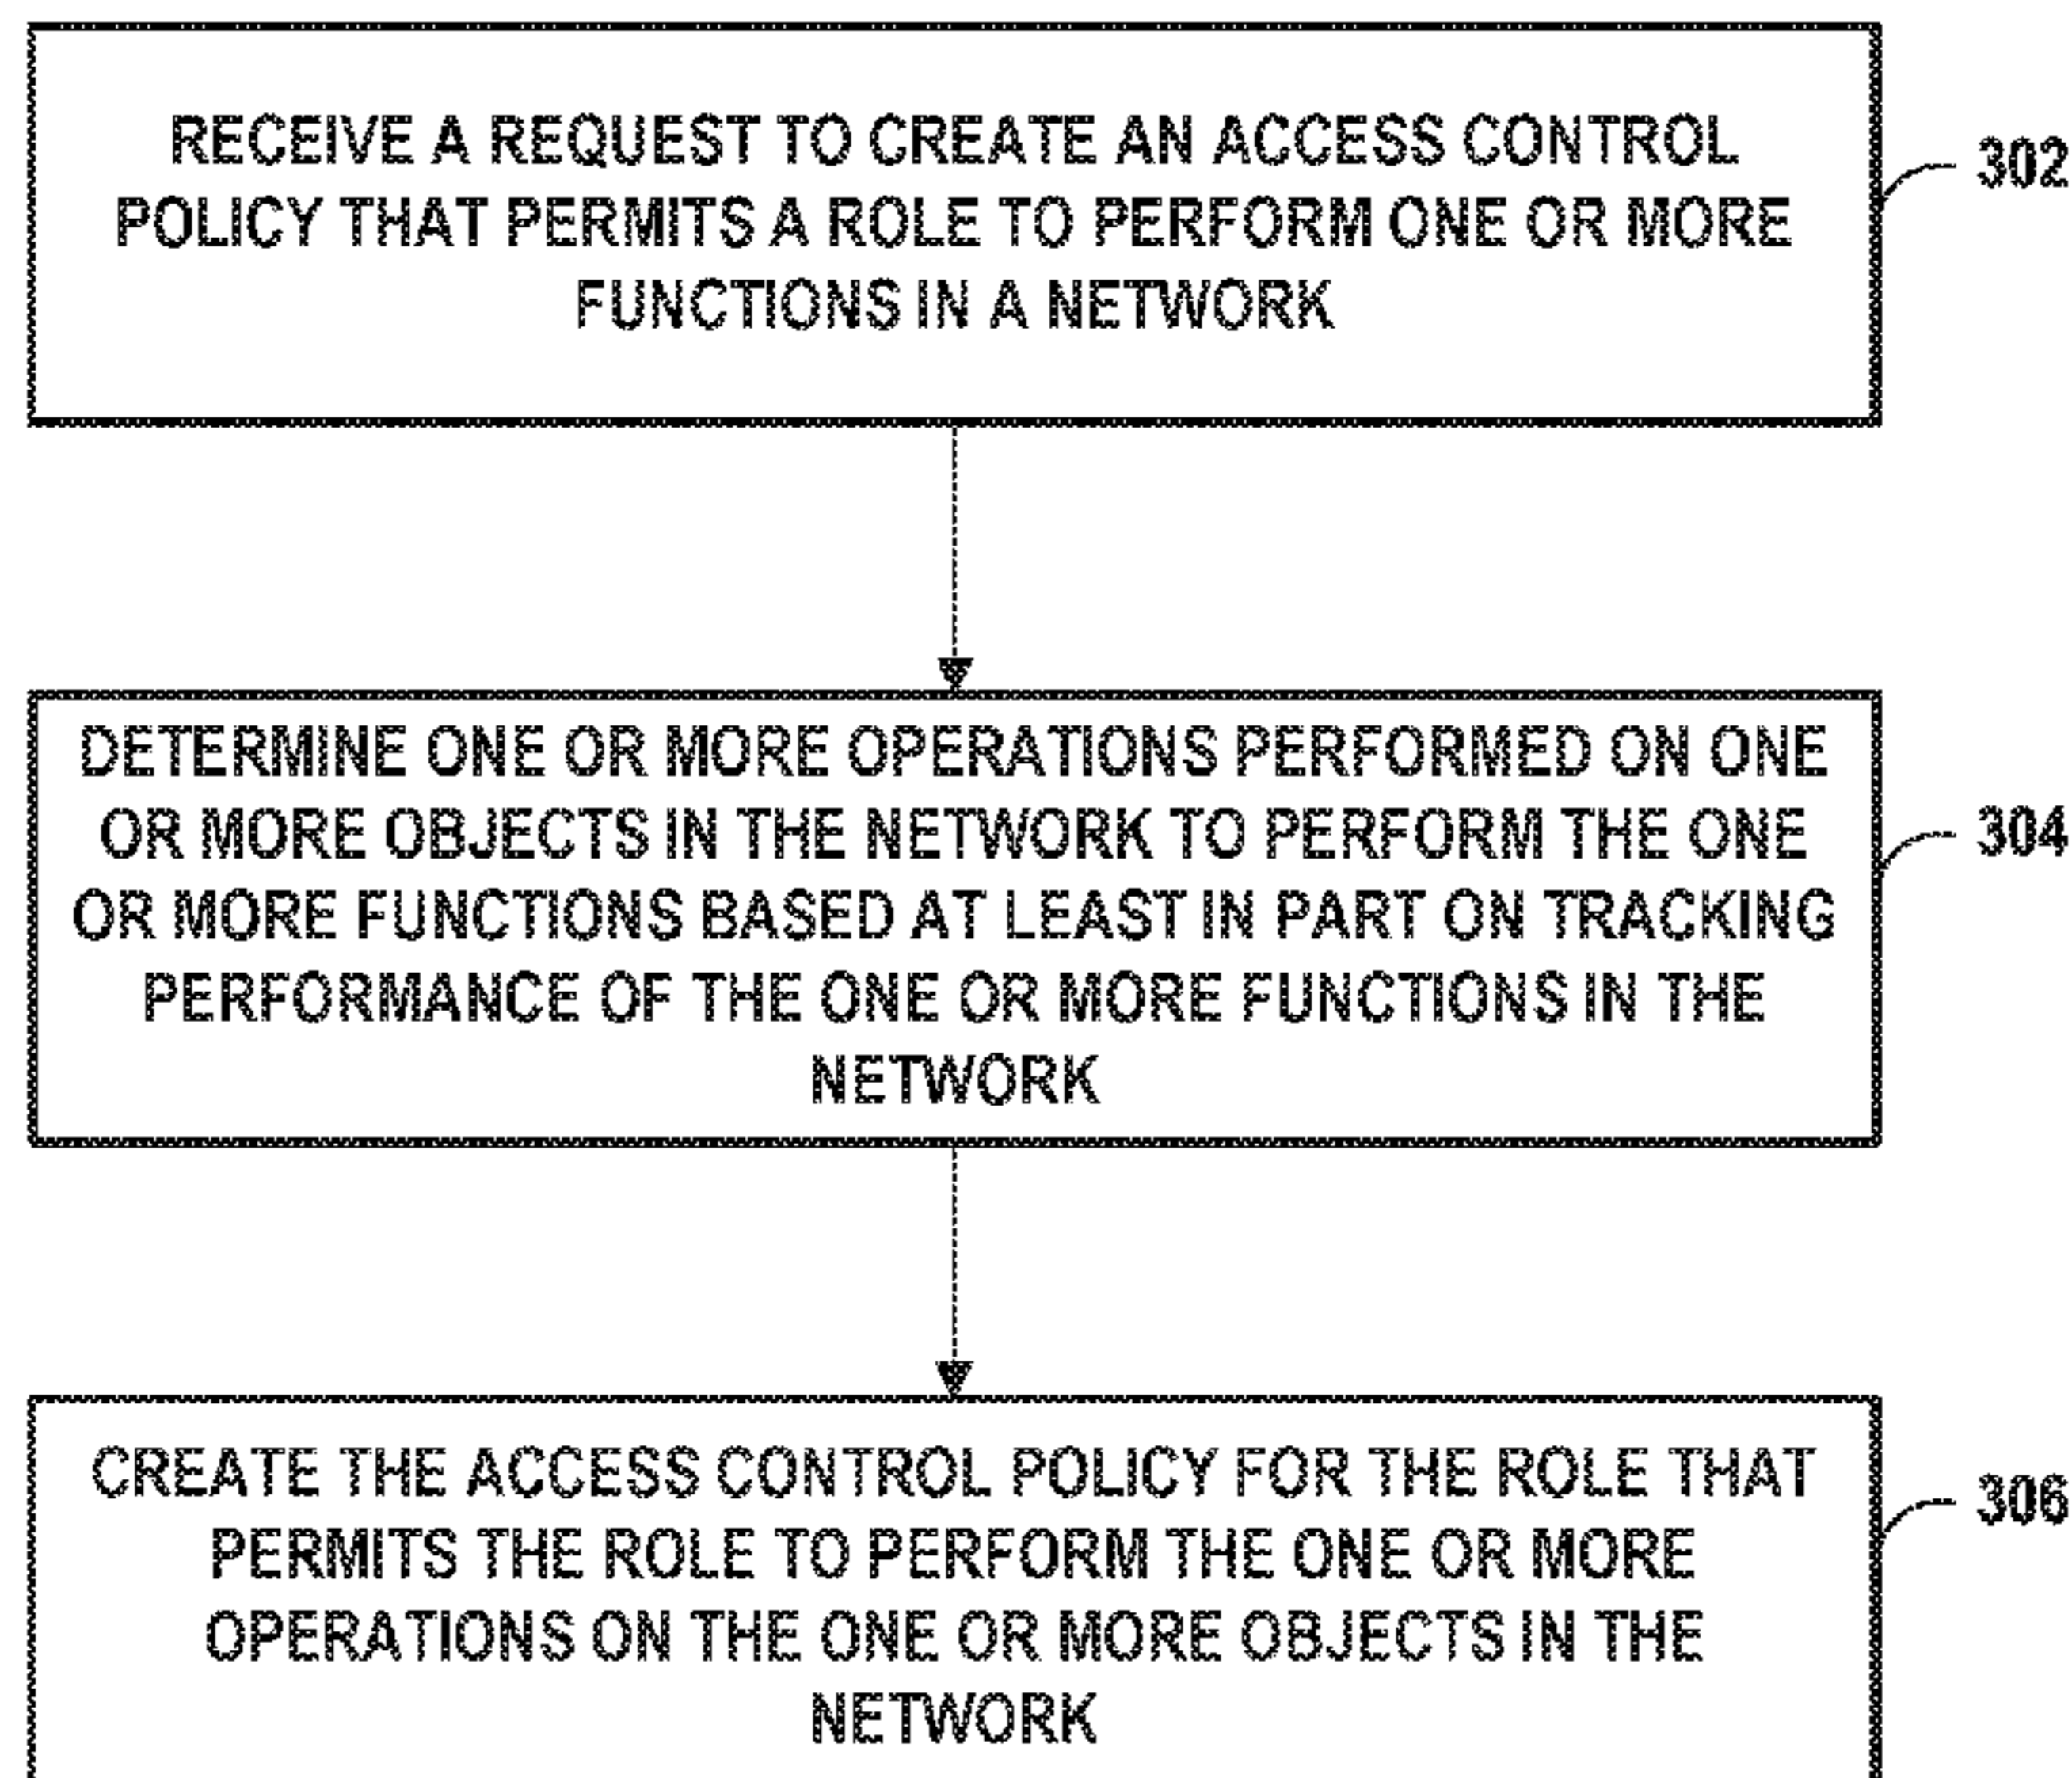 RECEIVE A REQUEST TO CREATE AN ACCESS CONTROL
POLICY THAT PERMITS A ROLE TO PERFORM ONE OR MORE
FUNCTIONS IN A NETWORK
302
DETERMINE ONE OR MORE OPERATIONS PERFORMED ON ONE
OR MORE OBJECTS IN THE NETWORK TO PERFORM THE ONE
OR MORE FUNCTIONS BASED AT LEAST IN PART ON TRACKING
PERFORMANCE OF THE ONE OR MORE FUNCTIONS IN THE
NETWORK
304
CREATE THE ACCESS CONTROL POLICY FOR THE ROLE THAT
PERMITS THE ROLE TO PERFORM THE ONE OR MORE
OPERATIONS ON THE ONE OR MORE OBJECTS IN THE
NETWORK
306